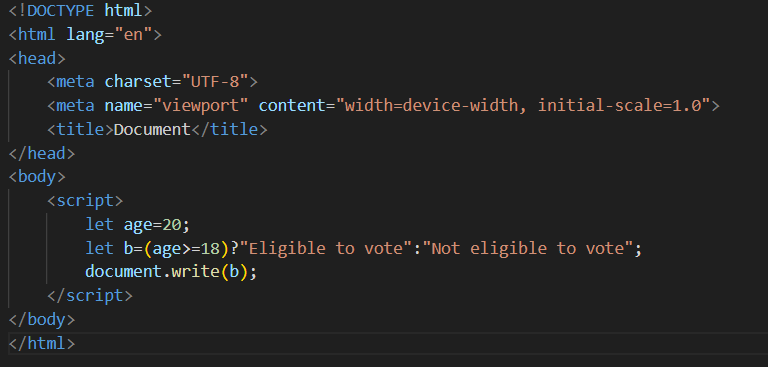 <!DOCTYPE html>
<html lang="en">
<head>
    <meta charset="UTF-8">
    <meta name="viewport" content="width=device-width, initial-scale=1.0">
    <title>Document</title>
</head>
<body>
    <script>
        let age=20;
        let b=(age>=18)?"Eligible to vote":"Not eligible to vote";
        document.write(b);
    </script>
</body>
</html>